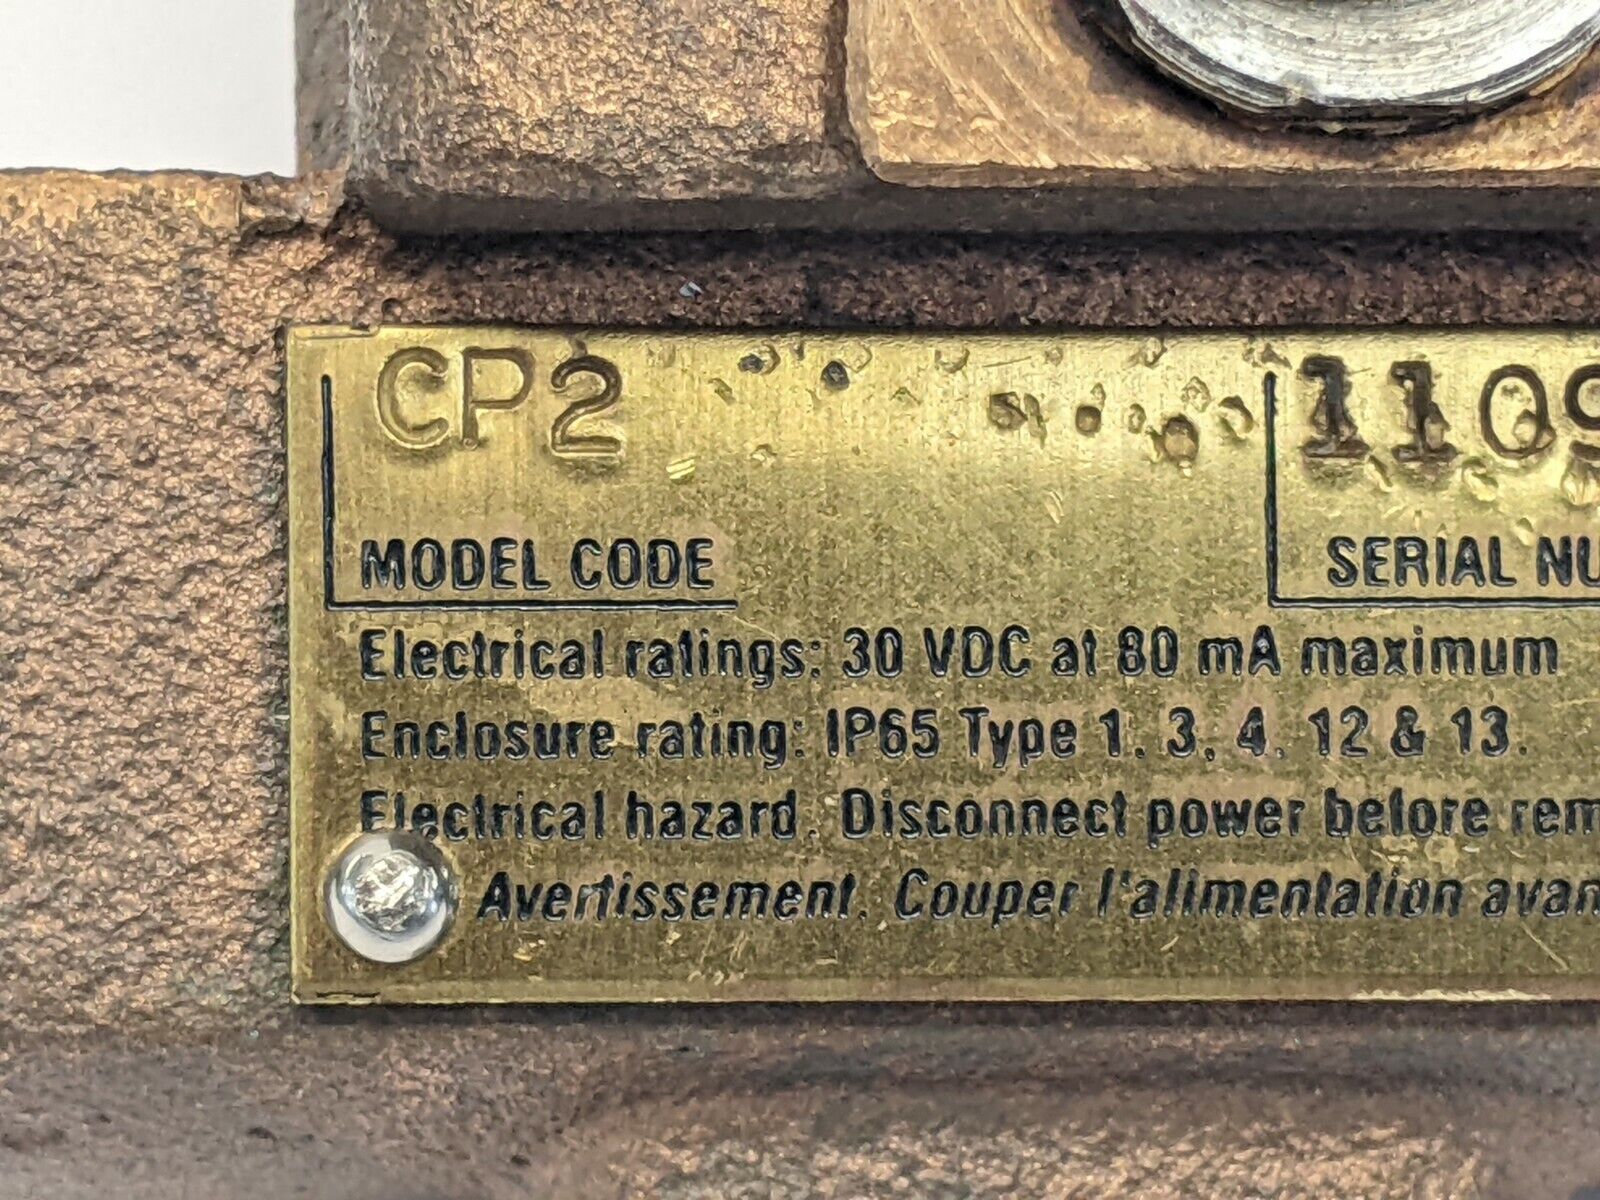 CP2 1109
MODEL CODE SERIAL NU
Electrical ratings: 30 VDC at 80 mA maximum
Enclosure rating: IP65 Type 1, 3, 4, 12 & 13.
Electrical hazard. Disconnect power before rem
Avertissement. Couper l'alimentation avan